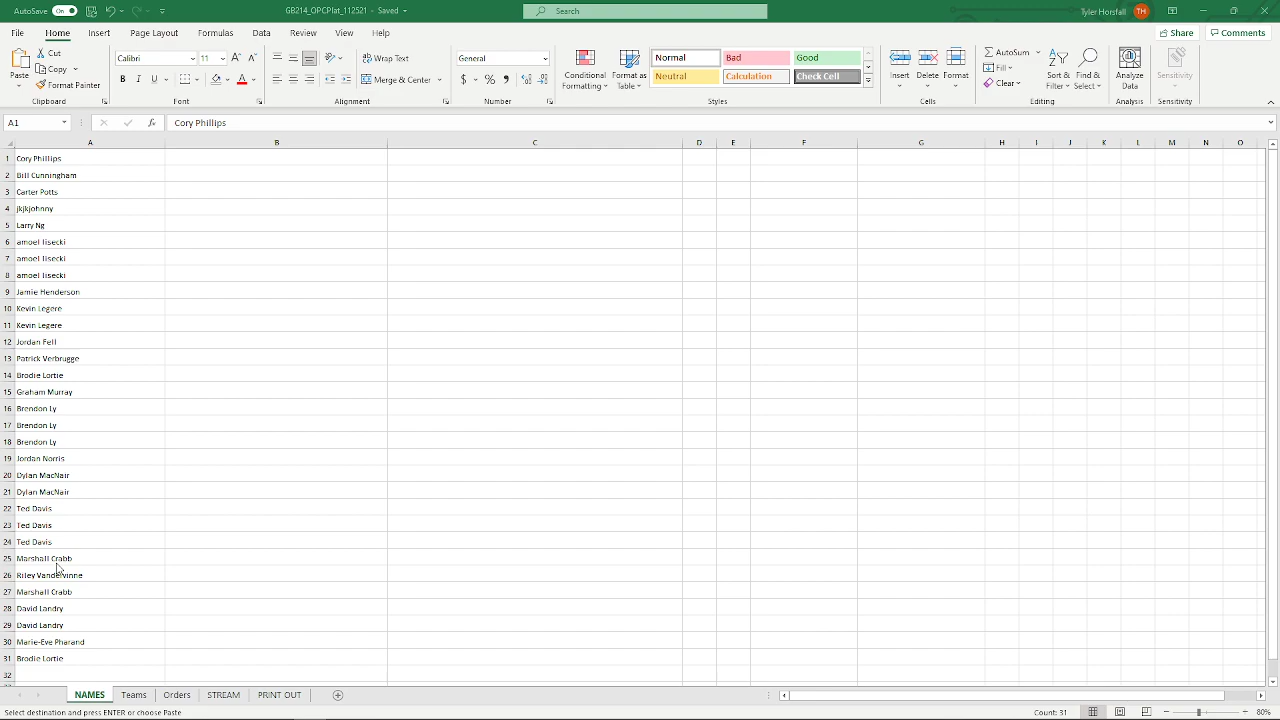 AutoSave On GB214_OPCPlat_112521 - Saved Search Tyler Horsfall TH
File Home Insert Page Layout Formulas Data Review View Help Share Comments
Paste Cut Copy Format Painter Clipboard
Calibri 11 B I U Font
Wrap Text Merge & Center Alignment
General $ % Number
Conditional Formatting Format as Table
Normal Bad Good
Neutral Calculation Check Cell
Styles
Insert Delete Format Cells
AutoSum Fill Clear Sort & Filter Find & Select Editing
Analyze Data Analysis
Sensitivity Sensitivity
A1 fx Cory Phillips
A B C D E F G H I J K L M N O
1 Cory Phillips
2 Bill Cunningham
3 Carter Potts
4 jkjkjohnny
5 Larry Ng
6 amoel lisecki
7 amoel lisecki
8 amoel lisecki
9 Jamie Henderson
10 Kevin Legere
11 Kevin Legere
12 Jordan Fell
13 Patrick Verbrugge
14 Brodie Lortie
15 Graham Murray
16 Brendon Ly
17 Brendon Ly
18 Brendon Ly
19 Jordan Norris
20 Dylan MacNair
21 Dylan MacNair
22 Ted Davis
23 Ted Davis
24 Ted Davis
25 Marshall Crabb
26 Riley Vandevinne
27 Marshall Crabb
28 David Landry
29 David Landry
30 Marie-Eve Pharand
31 Brodie Lortie
32
NAMES Teams Orders STREAM PRINT OUT
Select destination and press ENTER or choose Paste Count: 31 80%